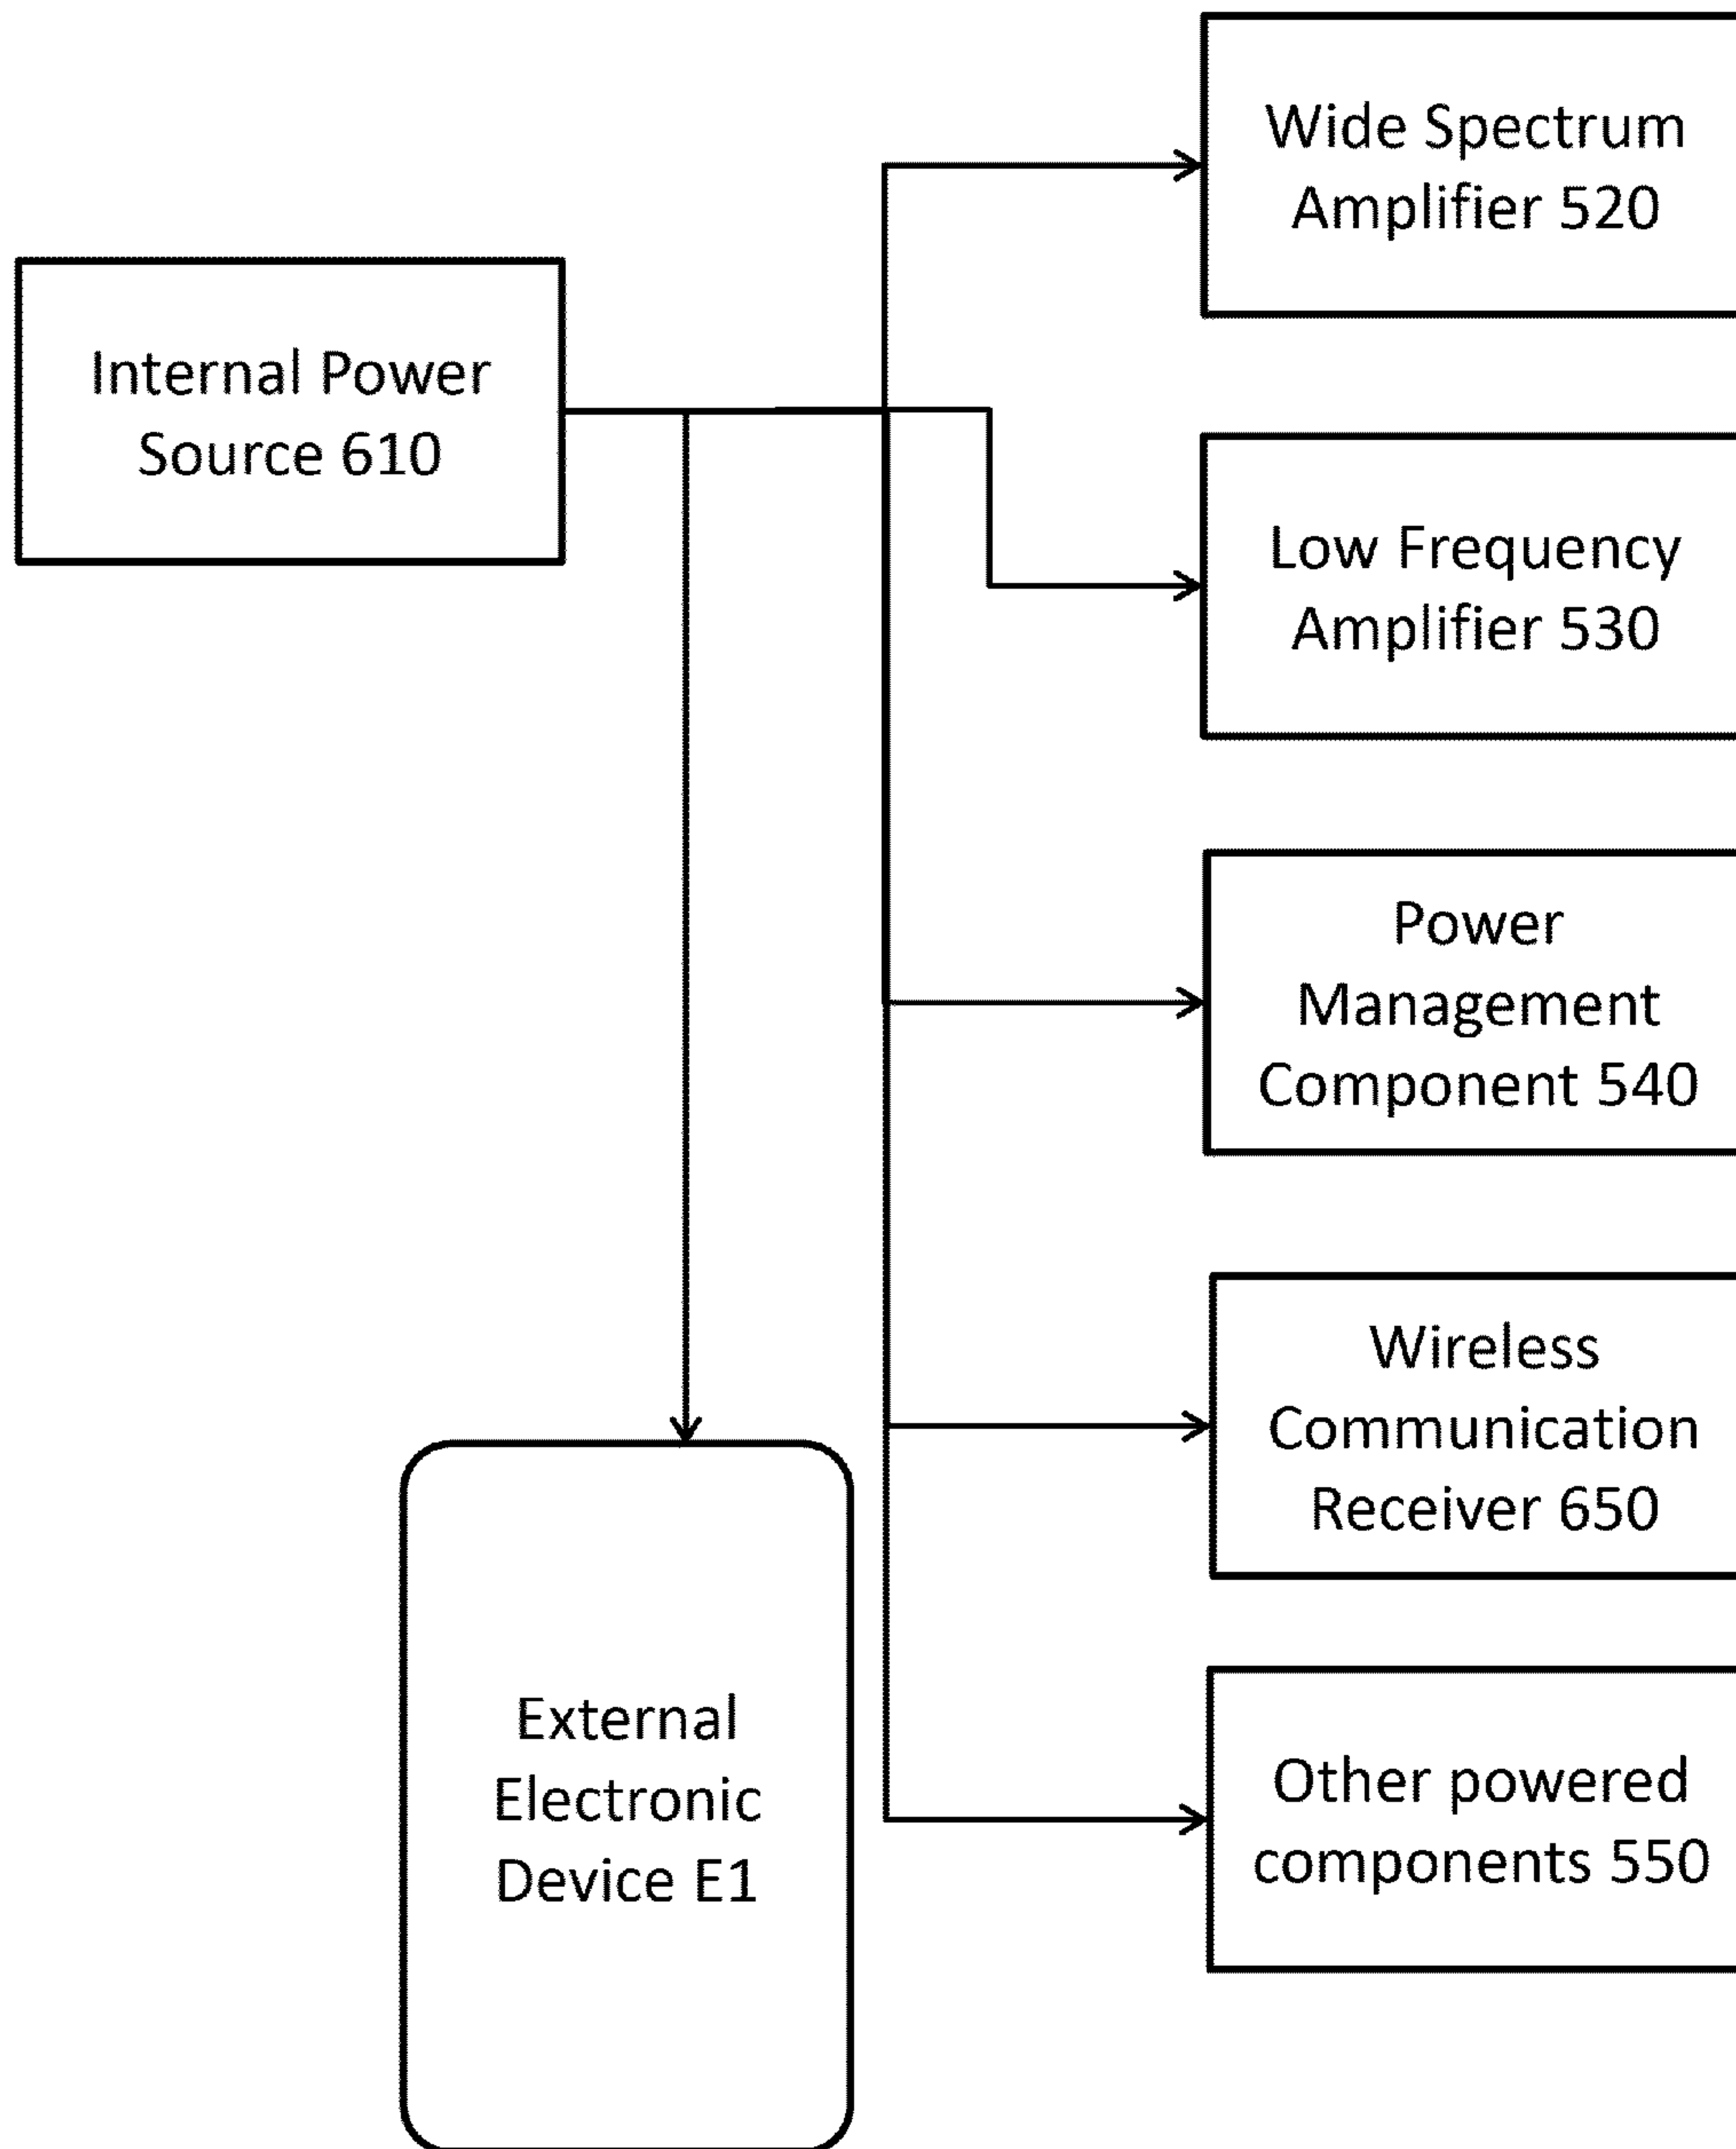 Wide Spectrum
Amplifier 520
Internal Power
Source 610
Low Frequency
Amplifier 530
Power
Management
Component 540
Wireless
Communication
Receiver 650
External
Electronic
Device E1
Other powered
components 550